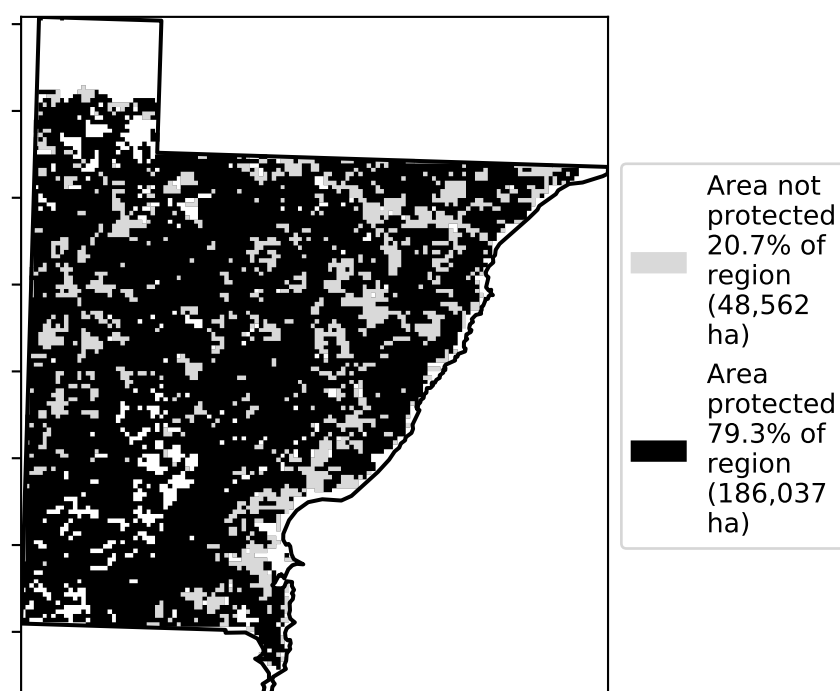 Area not
protected
20.7% of
region
(48,562
ha)
Area
protected
79.3% of
region
(186,037
ha)